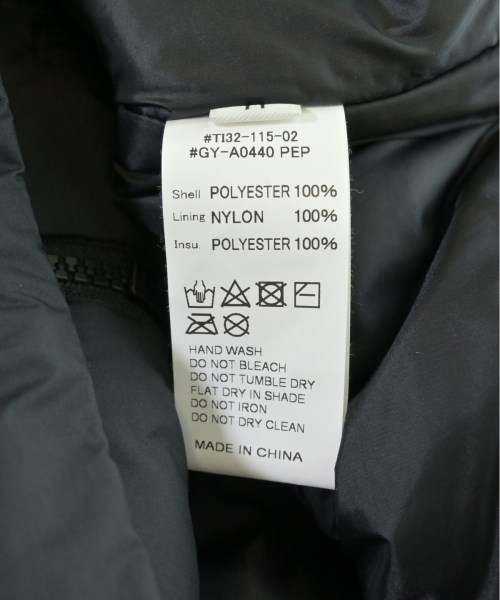 #TI32-115-02
#GY-A0440 PEP
Shell POLYESTER 100%
Lining NYLON 100%
Insu. POLYESTER 100%
HAND WASH
DO NOT BLEACH
DO NOT TUMBLE DRY
FLAT DRY IN SHADE
DO NOT IRON
DO NOT DRY CLEAN
MADE IN CHINA